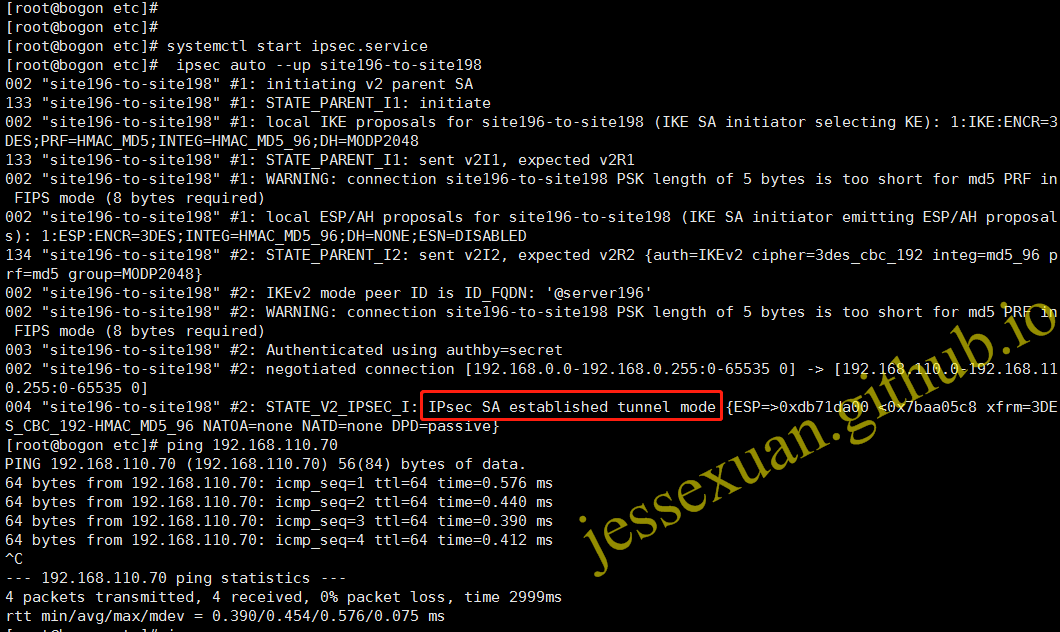 [root@bogon etc]#
[root@bogon etc]#
[root@bogon etc]# systemctl start ipsec.service
[root@bogon etc]#  ipsec auto --up site196-to-site198
002 "site196-to-site198" #1: initiating v2 parent SA
133 "site196-to-site198" #1: STATE_PARENT_I1: initiate
002 "site196-to-site198" #1: local IKE proposals for site196-to-site198 (IKE SA initiator selecting KE): 1:IKE:ENCR=3
DES;PRF=HMAC_MD5;INTEG=HMAC_MD5_96;DH=MODP2048
133 "site196-to-site198" #1: STATE_PARENT_I1: sent v2I1, expected v2R1
002 "site196-to-site198" #1: WARNING: connection site196-to-site198 PSK length of 5 bytes is too short for md5 PRF in
 FIPS mode (8 bytes required)
002 "site196-to-site198" #1: local ESP/AH proposals for site196-to-site198 (IKE SA initiator emitting ESP/AH proposal
s): 1:ESP:ENCR=3DES;INTEG=HMAC_MD5_96;DH=NONE;ESN=DISABLED
134 "site196-to-site198" #2: STATE_PARENT_I2: sent v2I2, expected v2R2 {auth=IKEv2 cipher=3des_cbc_192 integ=md5_96 p
rf=md5 group=MODP2048}
002 "site196-to-site198" #2: IKEv2 mode peer ID is ID_FQDN: '@server196'
002 "site196-to-site198" #2: WARNING: connection site196-to-site198 PSK length of 5 bytes is too short for md5 PRF in
 FIPS mode (8 bytes required)
003 "site196-to-site198" #2: Authenticated using authby=secret
002 "site196-to-site198" #2: negotiated connection [192.168.0.0-192.168.0.255:0-65535 0] -> [192.168.110.0-192.168.11
0.255:0-65535 0]
004 "site196-to-site198" #2: STATE_V2_IPSEC_I: IPsec SA established tunnel mode {ESP=>0xdb71da00 <0x7baa05c8 xfrm=3DE
S_CBC_192-HMAC_MD5_96 NATOA=none NATD=none DPD=passive}
[root@bogon etc]# ping 192.168.110.70
PING 192.168.110.70 (192.168.110.70) 56(84) bytes of data.
64 bytes from 192.168.110.70: icmp_seq=1 ttl=64 time=0.576 ms
64 bytes from 192.168.110.70: icmp_seq=2 ttl=64 time=0.440 ms
64 bytes from 192.168.110.70: icmp_seq=3 ttl=64 time=0.390 ms
64 bytes from 192.168.110.70: icmp_seq=4 ttl=64 time=0.412 ms
^C
--- 192.168.110.70 ping statistics ---
4 packets transmitted, 4 received, 0% packet loss, time 2999ms
rtt min/avg/max/mdev = 0.390/0.454/0.576/0.075 ms
[root@bogon etc]#
jessexuan.github.io